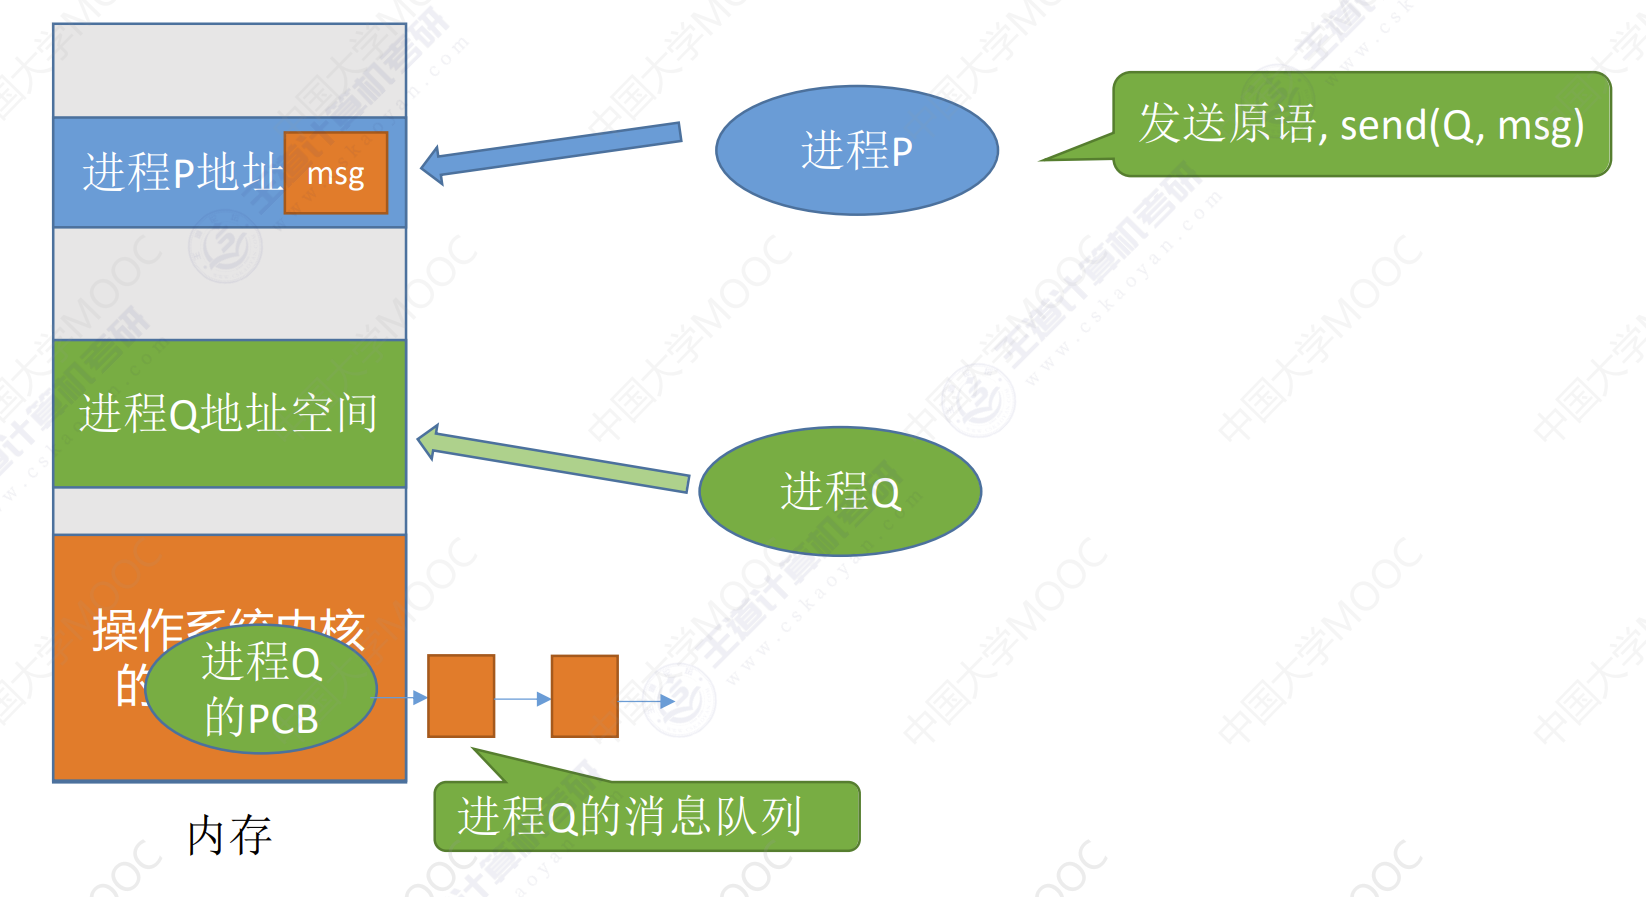 进程P地址
msg
进程P
发送原语, send(Q, msg)
进程Q地址空间
进程Q
操作系统内核
的
进程Q
的PCB
进程Q的消息队列
内存
中国大学MOOC
王道计算机考研
www.cskaoyan.com